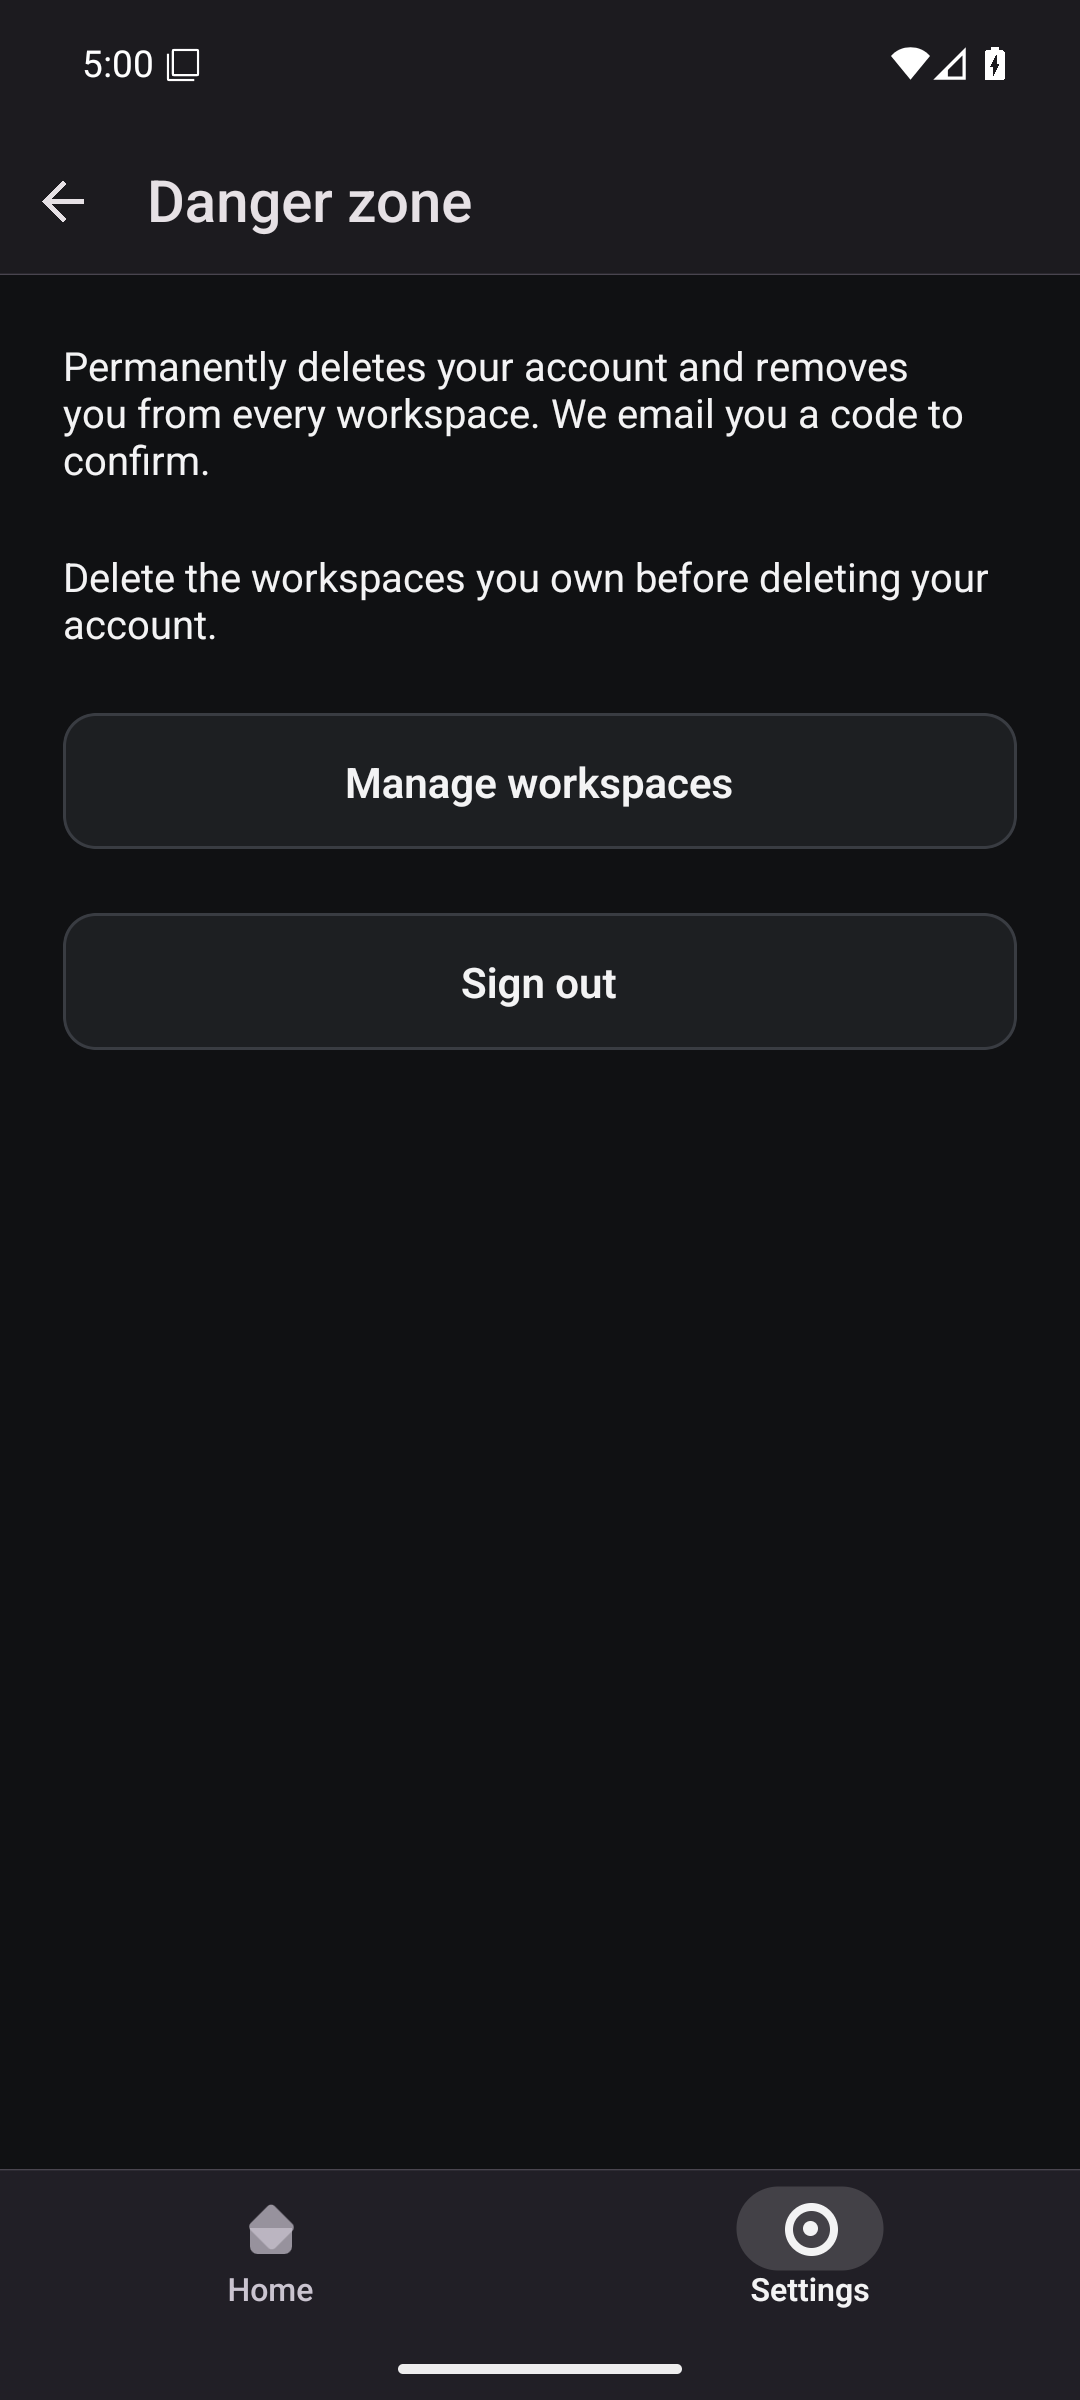 5:00
Danger zone
Permanently deletes your account and removes
you from every workspace. We email you a code to
confirm.
Delete the workspaces you own before deleting your
account.
Manage workspaces
Sign out
Home
Settings